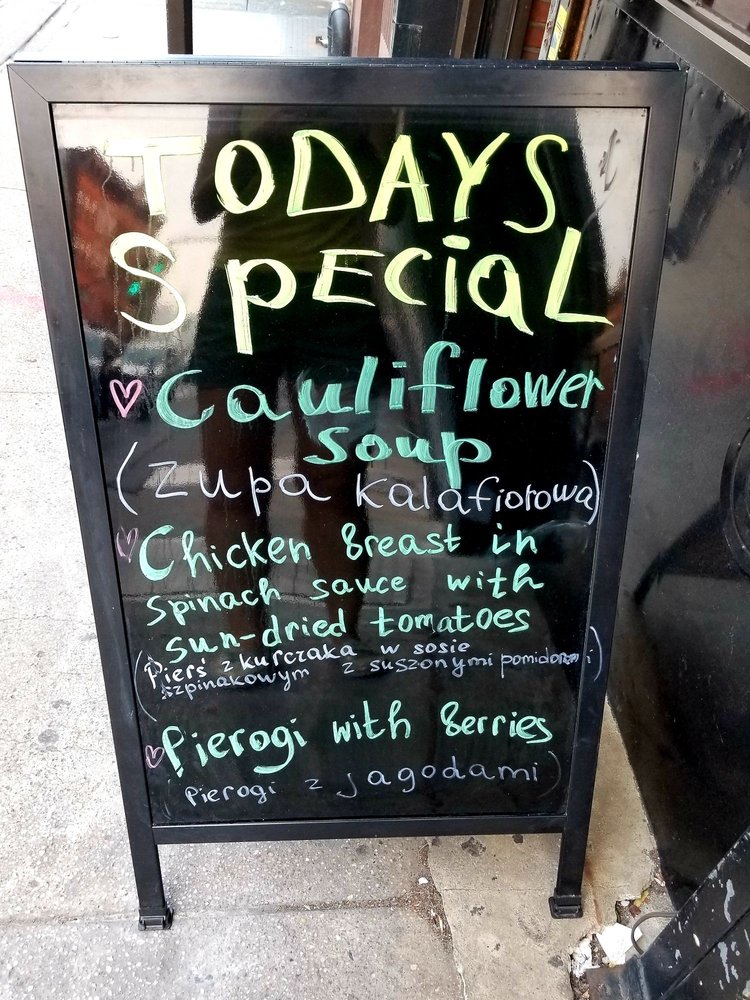 TODAYS
SPECiAL
Cauliflower
soup
(Zupa Kalafiorowa)
Chicken Breast in
spinach sauce with
sun-dried tomatoes
(Pierś z kurczaka w sosie
szpinakowym z suszonymi pomidorami)
Pierogi with Berries
(Pierogi z jagodami)